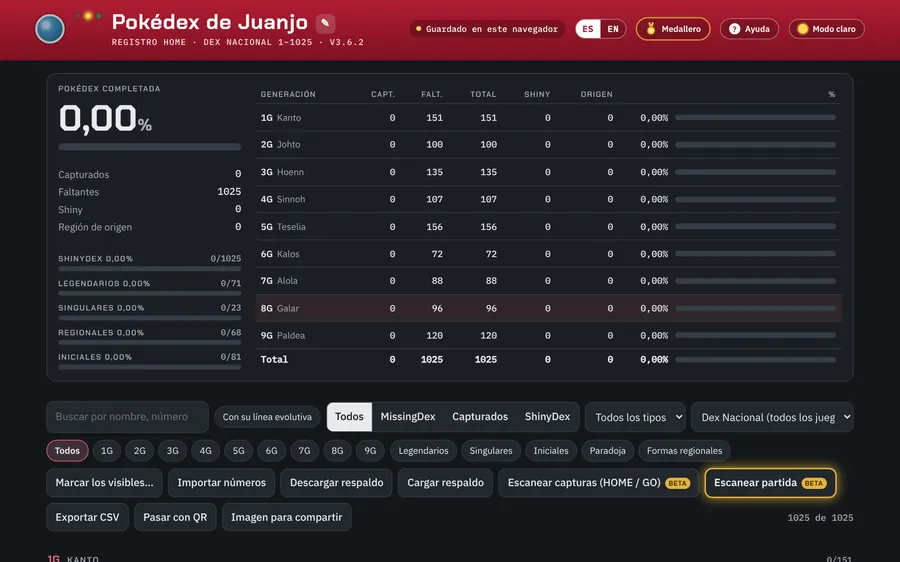 Pokédex de Juanjo
REGISTRO HOME · DEX NACIONAL 1–1025 · V3.6.2
Guardado en este navegador
ES EN
Medallero
? Ayuda
Modo claro
POKÉDEX COMPLETADA
0,00%
Capturados 0
Faltantes 1025
Shiny 0
Región de origen 0
SHINYDEX 0,00% 0/1025
LEGENDARIOS 0,00% 0/71
SINGULARES 0,00% 0/23
REGIONALES 0,00% 0/68
INICIALES 0,00% 0/81
GENERACIÓN CAPT. FALT. TOTAL SHINY ORIGEN %
1G Kanto 0 151 151 0 0 0,00%
2G Johto 0 100 100 0 0 0,00%
3G Hoenn 0 135 135 0 0 0,00%
4G Sinnoh 0 107 107 0 0 0,00%
5G Teselia 0 156 156 0 0 0,00%
6G Kalos 0 72 72 0 0 0,00%
7G Alola 0 88 88 0 0 0,00%
8G Galar 0 96 96 0 0 0,00%
9G Paldea 0 120 120 0 0 0,00%
Total 0 1025 1025 0 0 0,00%
Buscar por nombre, número
Con su línea evolutiva
Todos MissingDex Capturados ShinyDex
Todos los tipos
Dex Nacional (todos los jueg
Todos 1G 2G 3G 4G 5G 6G 7G 8G 9G Legendarios Singulares Iniciales Paradoja Formas regionales
Marcar los visibles... Importar números Descargar respaldo Cargar respaldo Escanear capturas (HOME / GO) BETA Escanear partida BETA
Exportar CSV Pasar con QR Imagen para compartir 1025 de 1025
1G KANTO 0/151